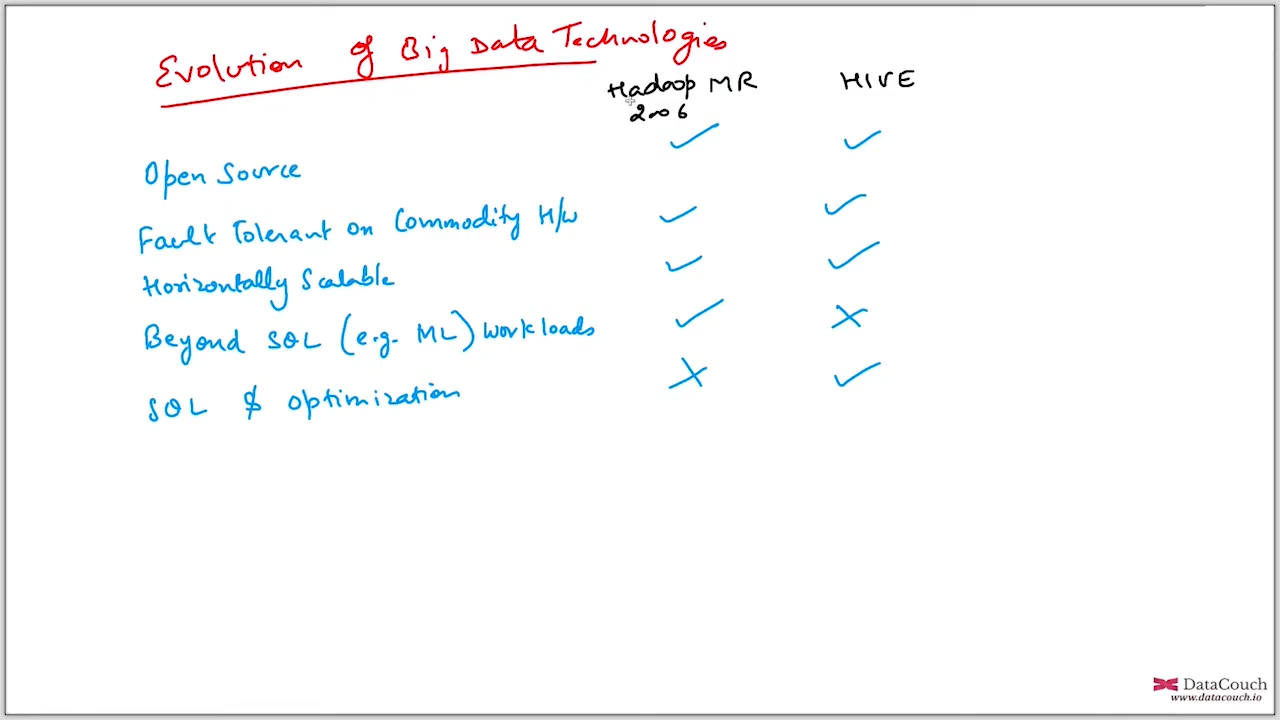 Evolution of Big Data Technologies
Hadoop MR HIVE
2006
Open Source ✓ ✓
Fault Tolerant on Commodity H/w ✓ ✓
Horizontally Scalable ✓ ✓
Beyond SQL (e.g. ML) workloads ✓ ✗
SQL & Optimization ✗ ✓
DataCouch
www.datacouch.io